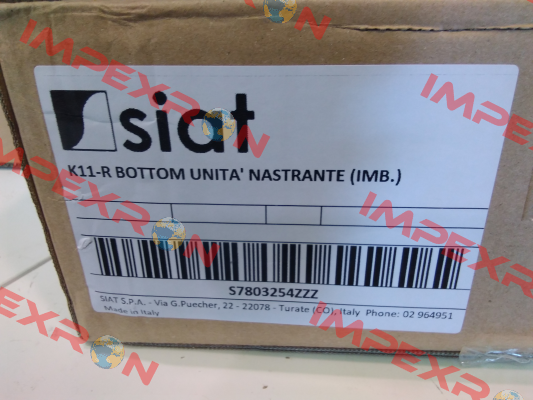 siat
K11-R BOTTOM UNITA' NASTRANTE (IMB.)
S7803254ZZZ
SIAT S.P.A. - Via G.Puecher, 22 - 22078 - Turate (CO), Italy Phone: 02 964951
Made in Italy
IMPEXRON
IMPEXRON
IMPEXRON
IMPEXRON